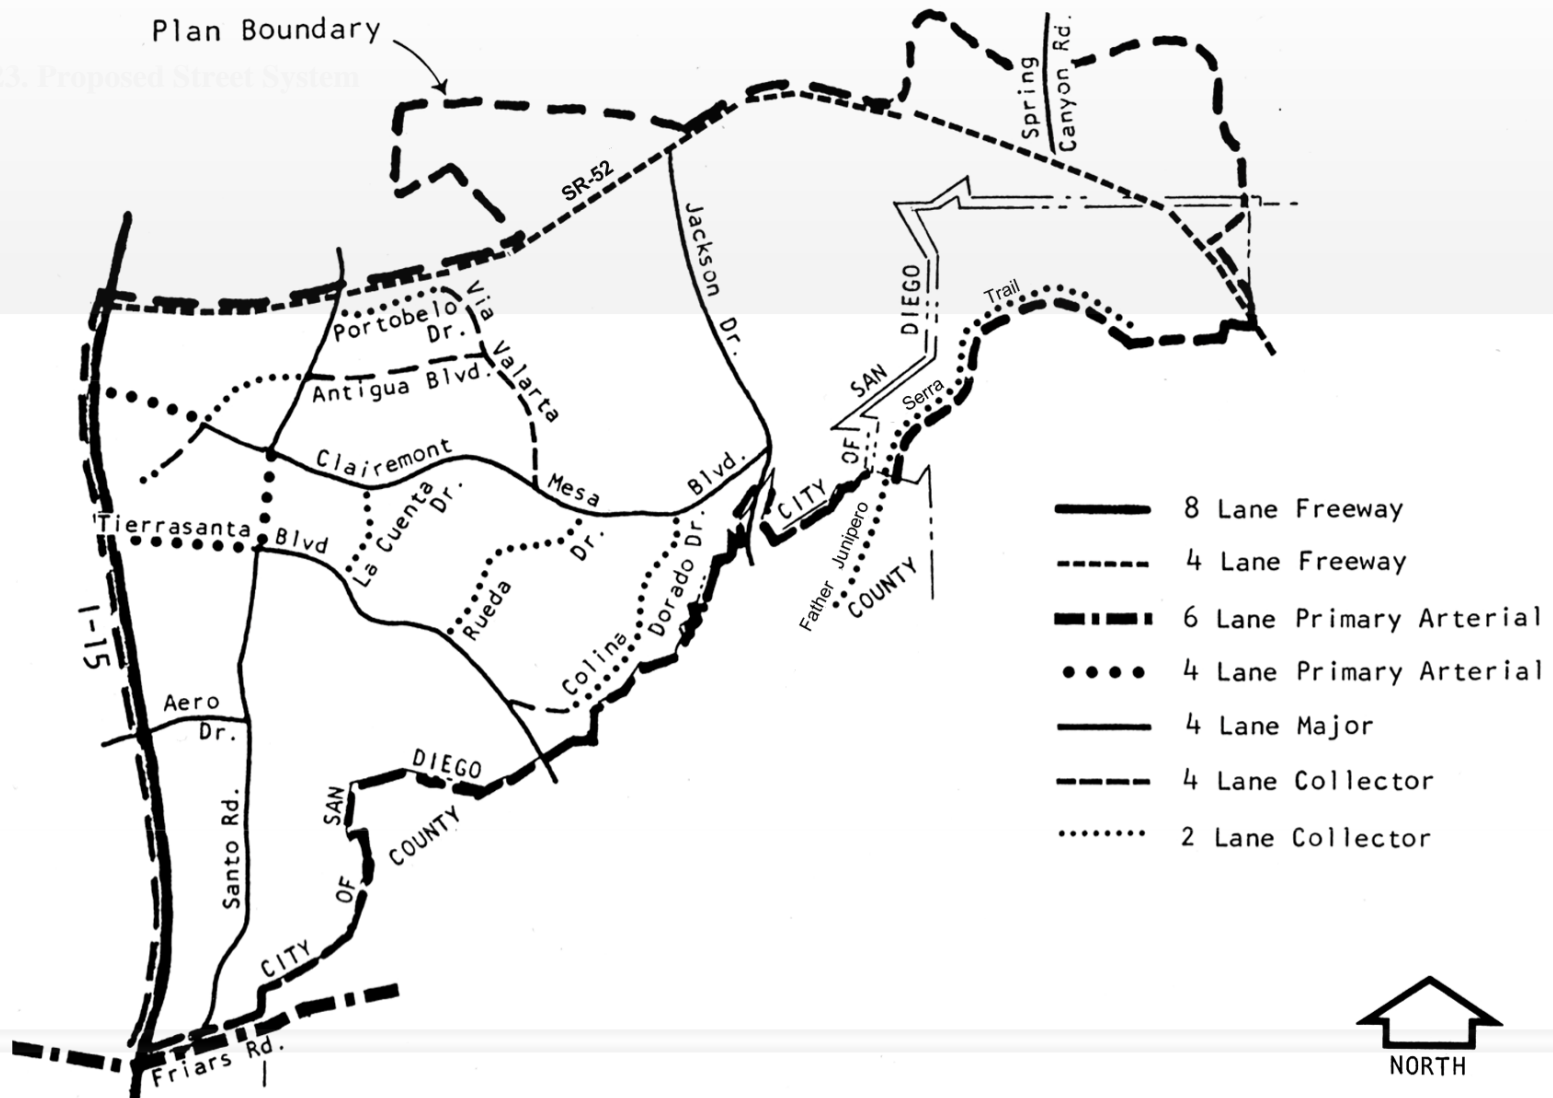 Plan Boundary
23. Proposed Street System
Spring
Canyon Rd.
SR-52
Jackson Dr.
SAN
DIEGO
Trail
Via
Valarta
Portobelo
Dr.
Antigua Blvd.
Serra
Clairemont
Mesa
Blvd.
OF
CITY
La Cuenta
Dr.
Tierrasanta
Blvd
Rueda
Dr.
Colina
Dorado Dr.
Father Junipero
COUNTY
I-15
Aero
Dr.
Santo Rd.
SAN
DIEGO
COUNTY
OF
CITY
Friars Rd.
8 Lane Freeway
4 Lane Freeway
6 Lane Primary Arterial
4 Lane Primary Arterial
4 Lane Major
4 Lane Collector
2 Lane Collector
NORTH